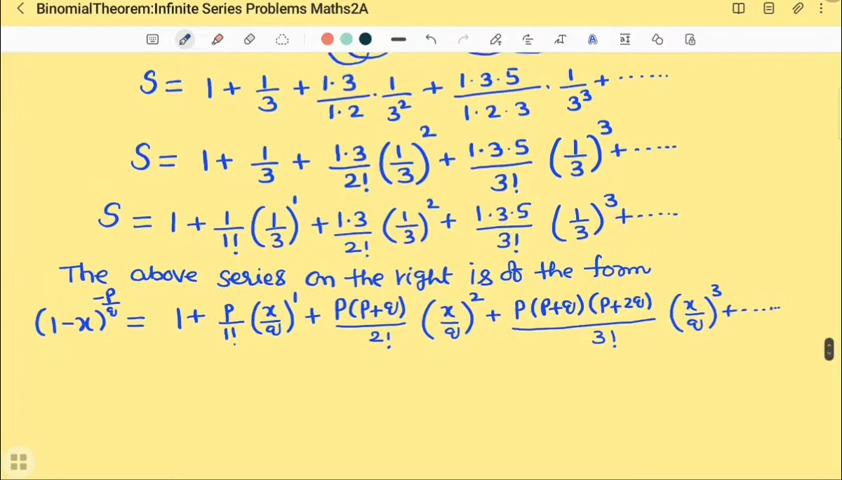 BinomialTheorem:Infinite Series Problems Maths2A
S = 1 + 1/3 + (1·3)/(1·2) · 1/3² + (1·3·5)/(1·2·3) · 1/3³ + ......
S = 1 + 1/3 + (1·3)/2! (1/3)² + (1·3·5)/3! (1/3)³ + ......
S = 1 + 1/1! (1/3)¹ + (1·3)/2! (1/3)² + (1·3·5)/3! (1/3)³ + ......
The above series on the right is of the form
(1-x)^(-p/q) = 1 + p/1! (x/q)¹ + p(p+q)/2! (x/q)² + p(p+q)(p+2q)/3! (x/q)³ + ......